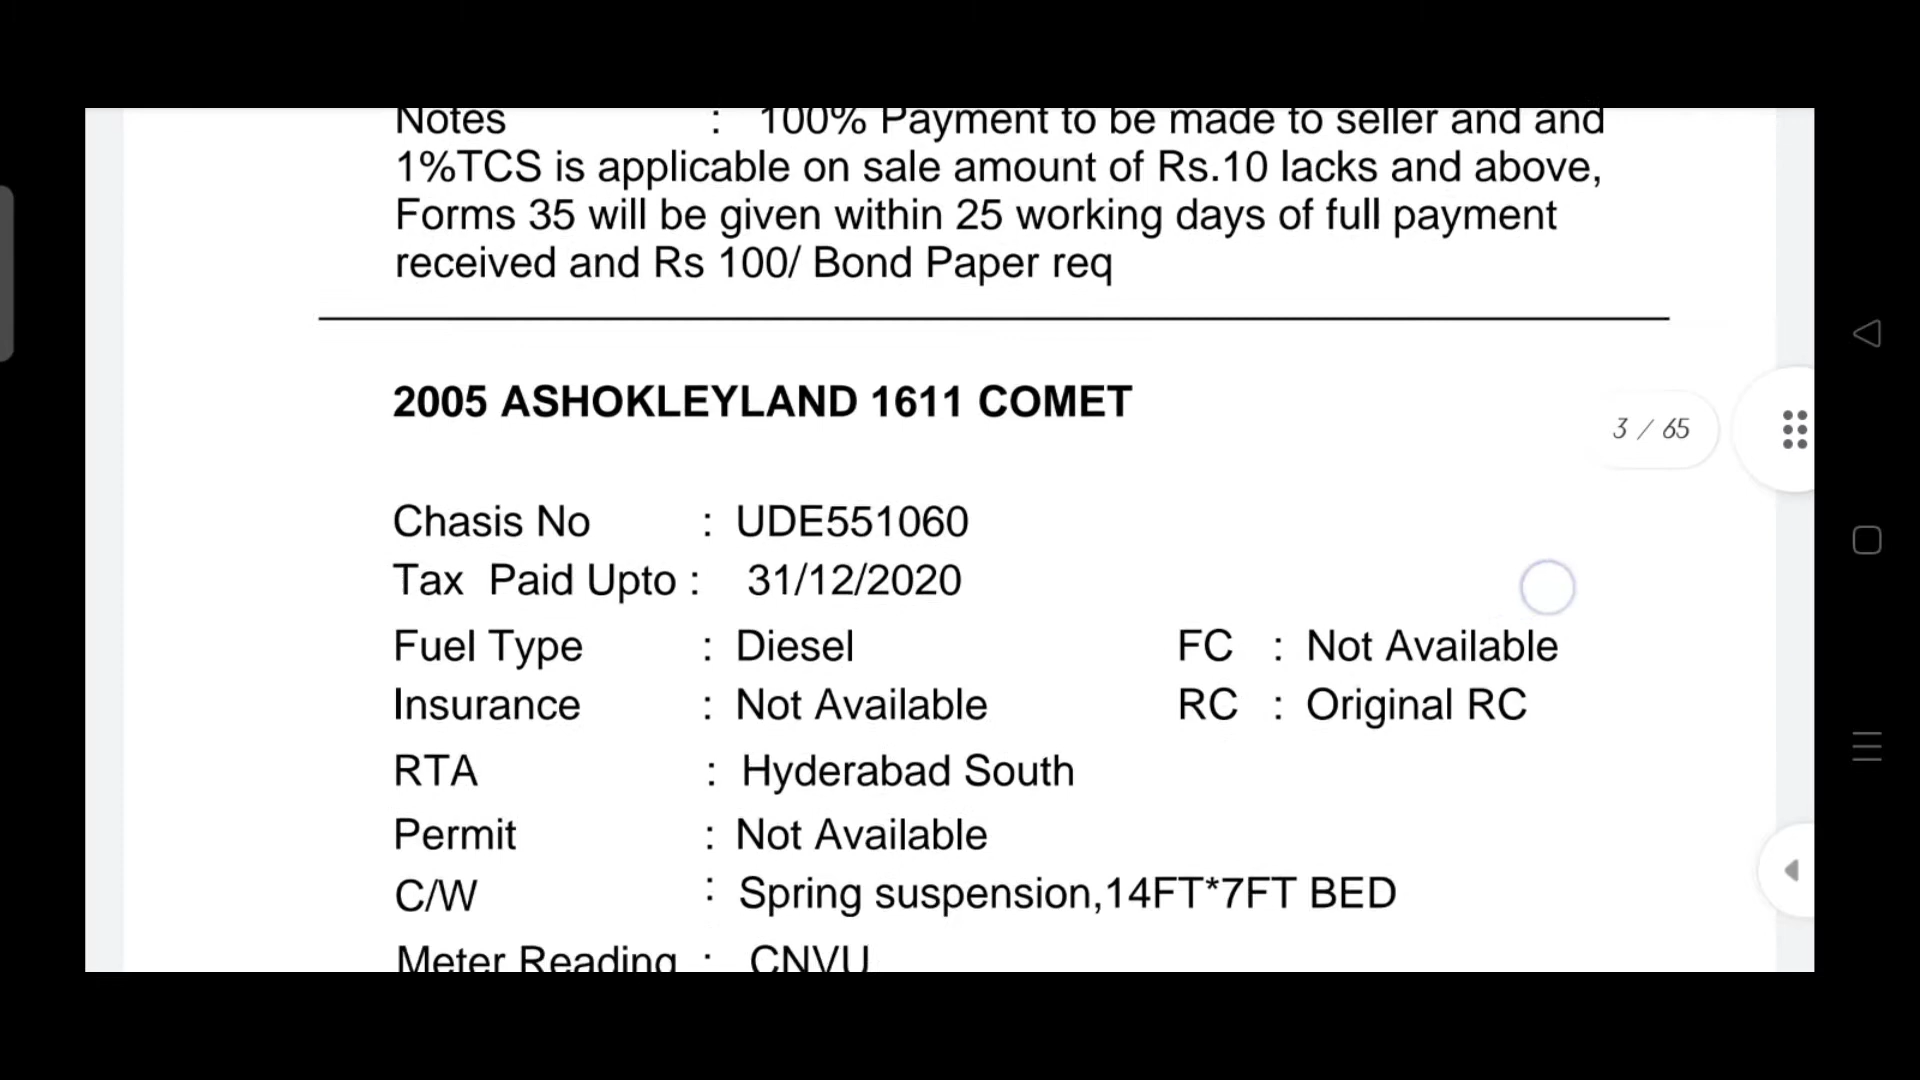 Notes : 100% Payment to be made to seller and and
1%TCS is applicable on sale amount of Rs.10 lacks and above,
Forms 35 will be given within 25 working days of full payment
received and Rs 100/ Bond Paper req
2005 ASHOKLEYLAND 1611 COMET
3 / 65
Chasis No : UDE551060
Tax Paid Upto : 31/12/2020
Fuel Type : Diesel FC : Not Available
Insurance : Not Available RC : Original RC
RTA : Hyderabad South
Permit : Not Available
C/W : Spring suspension,14FT*7FT BED
Meter Reading : CNVU